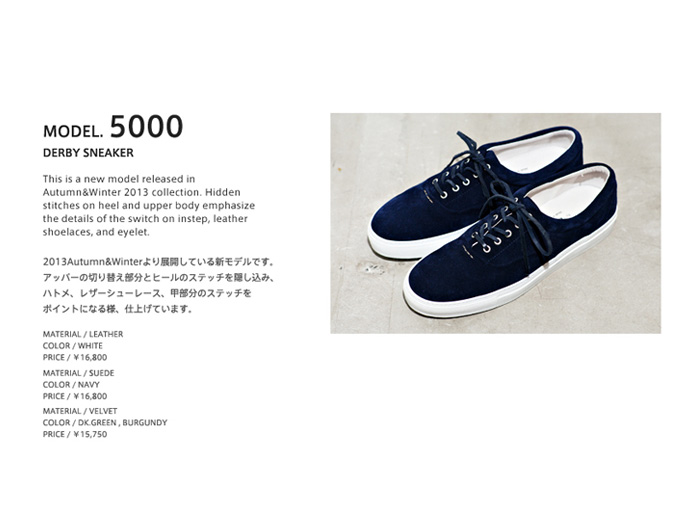 MODEL. 5000
DERBY SNEAKER
This is a new model released in
Autumn&Winter 2013 collection. Hidden
stitches on heel and upper body emphasize
the details of the switch on instep, leather
shoelaces, and eyelet.
2013Autumn&Winterより展開している新モデルです。
アッパーの切り替え部分とヒールのステッチを隠し込み、
ハトメ、レザーシューレース、甲部分のステッチを
ポイントになる様、仕上げています。
MATERIAL / LEATHER
COLOR / WHITE
PRICE / ￥16,800
MATERIAL / SUEDE
COLOR / NAVY
PRICE / ￥16,800
MATERIAL / VELVET
COLOR / DK.GREEN , BURGUNDY
PRICE / ￥15,750